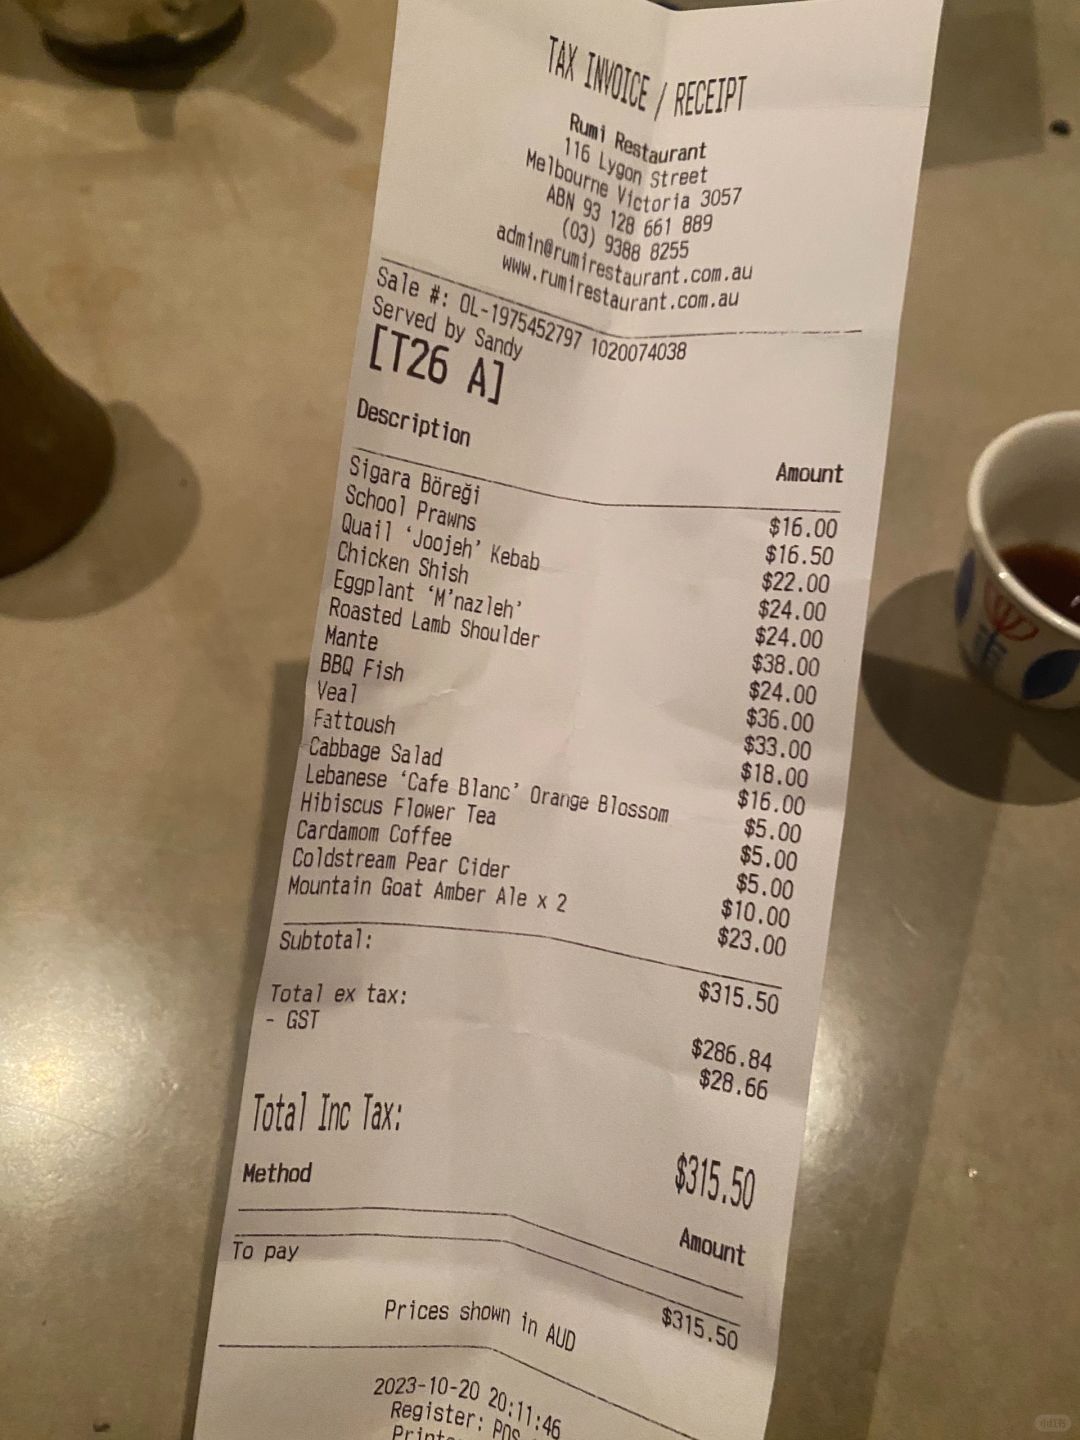 TAX INVOICE / RECEIPT
Rumi Restaurant
116 Lygon Street
Melbourne Victoria 3057
ABN 93 128 661 889
(03) 9388 8255
admin@rumirestaurant.com.au
www.rumirestaurant.com.au
Sale #: OL-1975452797 1020074038
Served by Sandy
[T26 A]
Description Amount
Sigara Böreği $16.00
School Prawns $16.50
Quail ‘Joojeh’ Kebab $22.00
Chicken Shish $24.00
Eggplant ‘M’nazleh’ $24.00
Roasted Lamb Shoulder $38.00
Mante $24.00
BBQ Fish $36.00
Veal $33.00
Fattoush $18.00
Cabbage Salad $16.00
Lebanese ‘Cafe Blanc’ Orange Blossom $5.00
Hibiscus Flower Tea $5.00
Cardamom Coffee $5.00
Coldstream Pear Cider $10.00
Mountain Goat Amber Ale x 2 $23.00
Subtotal: $315.50
Total ex tax: $286.84
- GST $28.66
Total Inc Tax: $315.50
Method Amount
To pay $315.50
Prices shown in AUD
2023-10-20 20:11:46
Register: POS
小红书